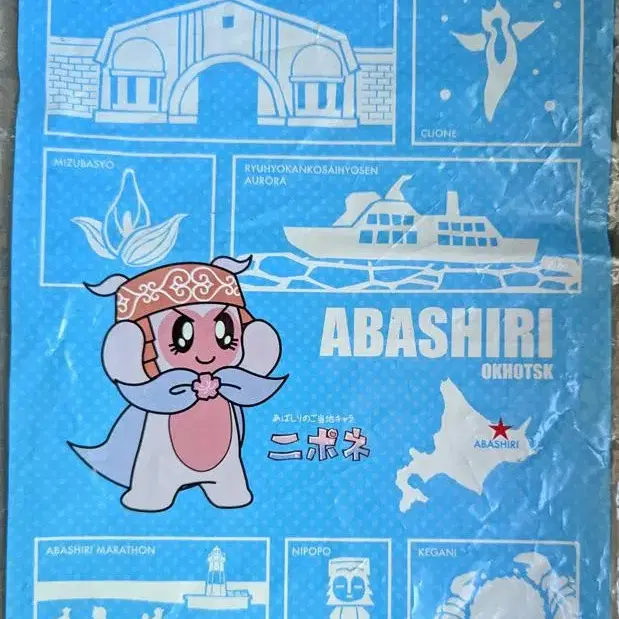 CLIONE
MIZUBASYO
RYUHYOKANKOSAIHYOSEN
AURORA
ABASHIRI
OKHOTSK
あばしりのご当地キャラ
ニポネ
ABASHIRI
ABASHIRI MARATHON
NIPOPO
KEGANI